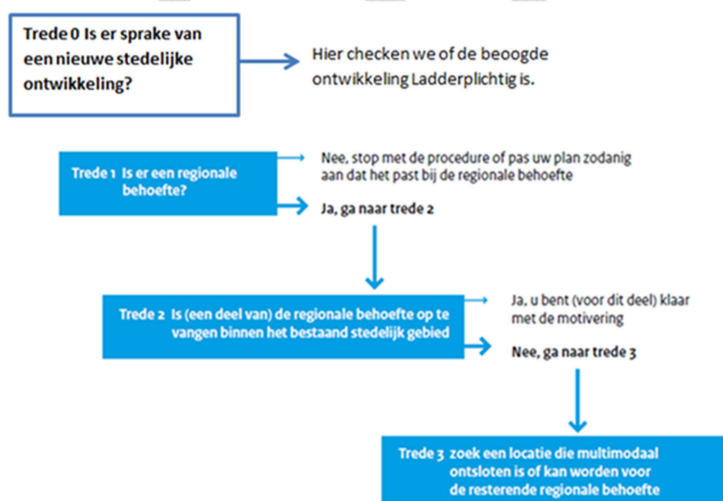 Trede 0 Is er sprake van
een nieuwe stedelijke
ontwikkeling?
Hier checken we of de beoogde
ontwikkeling Ladderplichtig is.
Trede 1 Is er een regionale
behoefte?
Nee, stop met de procedure of pas uw plan zodanig
aan dat het past bij de regionale behoefte
Ja, ga naar trede 2
Trede 2 Is (een deel van) de regionale behoefte op te
vangen binnen het bestaand stedelijk gebied
Ja, u bent (voor dit deel) klaar
met de motivering
Nee, ga naar trede 3
Trede 3 zoek een locatie die multimodaal
ontsloten is of kan worden voor
de resterende regionale behoefte